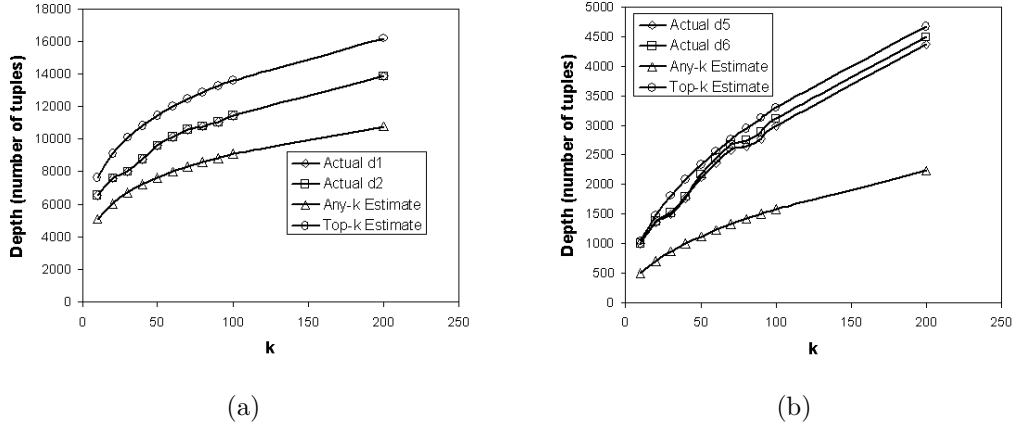 18000
16000
14000
12000
10000
8000
6000
4000
2000
0
Depth (number of tuples)
0 50 100 150 200 250
k
Actual d1
Actual d2
Any-k Estimate
Top-k Estimate
(a)
5000
4500
4000
3500
3000
2500
2000
1500
1000
500
0
Depth (number of tuples)
0 50 100 150 200 250
k
Actual d5
Actual d6
Any-k Estimate
Top-k Estimate
(b)